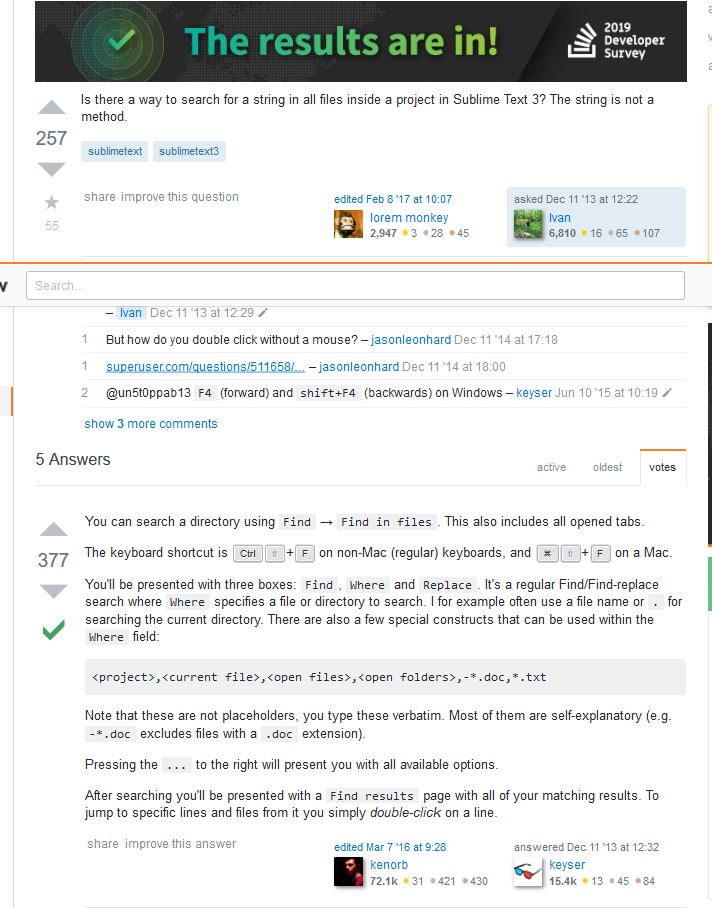 The results are in!
2019
Developer
Survey
Is there a way to search for a string in all files inside a project in Sublime Text 3? The string is not a
method.
257
sublimetext sublimetext3
share improve this question
55
edited Feb 8 '17 at 10:07
lorem monkey
2,947 3 28 45
asked Dec 11 '13 at 12:22
Ivan
6,810 16 65 107
Search...
– Ivan Dec 11 '13 at 12:29
1 But how do you double click without a mouse? – jasonleonhard Dec 11 '14 at 17:18
1 superuser.com/questions/511658/... – jasonleonhard Dec 11 '14 at 18:00
2 @un5t0ppab13 F4 (forward) and shift+F4 (backwards) on Windows – keyser Jun 10 '15 at 10:19
show 3 more comments
5 Answers
active oldest votes
377
You can search a directory using Find → Find in files . This also includes all opened tabs.
The keyboard shortcut is Ctrl ⇧ + F on non-Mac (regular) keyboards, and ⌘ ⇧ + F on a Mac.
You'll be presented with three boxes: Find , Where and Replace . It's a regular Find/Find-replace
search where Where specifies a file or directory to search. I for example often use a file name or . for
searching the current directory. There are also a few special constructs that can be used within the
Where field:
<project>,<current file>,<open files>,<open folders>,-*.doc,*.txt
Note that these are not placeholders, you type these verbatim. Most of them are self-explanatory (e.g.
-*.doc excludes files with a .doc extension).
Pressing the ... to the right will present you with all available options.
After searching you'll be presented with a Find results page with all of your matching results. To
jump to specific lines and files from it you simply double-click on a line.
share improve this answer
edited Mar 7 '16 at 9:28
kenorb
72.1k 31 421 430
answered Dec 11 '13 at 12:32
keyser
15.4k 13 45 84